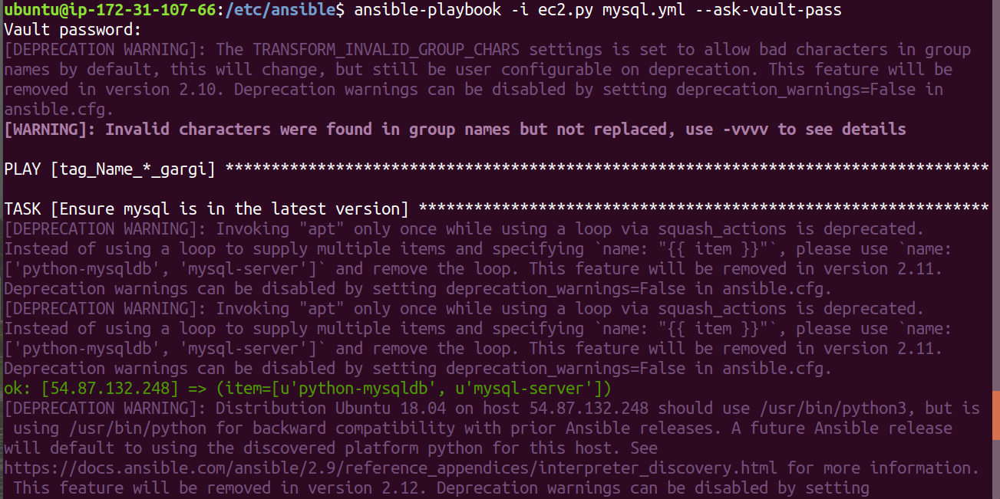 ubuntu@ip-172-31-107-66:/etc/ansible$ ansible-playbook -i ec2.py mysql.yml --ask-vault-pass
Vault password:
[DEPRECATION WARNING]: The TRANSFORM_INVALID_GROUP_CHARS settings is set to allow bad characters in group
names by default, this will change, but still be user configurable on deprecation. This feature will be
removed in version 2.10. Deprecation warnings can be disabled by setting deprecation_warnings=False in
ansible.cfg.
[WARNING]: Invalid characters were found in group names but not replaced, use -vvvv to see details

PLAY [tag_Name_*_gargi] ***********************************************************************************

TASK [Ensure mysql is in the latest version] **************************************************************
[DEPRECATION WARNING]: Invoking "apt" only once while using a loop via squash_actions is deprecated.
Instead of using a loop to supply multiple items and specifying `name: "{{ item }}"`, please use `name:
['python-mysqldb', 'mysql-server']` and remove the loop. This feature will be removed in version 2.11.
Deprecation warnings can be disabled by setting deprecation_warnings=False in ansible.cfg.
[DEPRECATION WARNING]: Invoking "apt" only once while using a loop via squash_actions is deprecated.
Instead of using a loop to supply multiple items and specifying `name: "{{ item }}"`, please use `name:
['python-mysqldb', 'mysql-server']` and remove the loop. This feature will be removed in version 2.11.
Deprecation warnings can be disabled by setting deprecation_warnings=False in ansible.cfg.
ok: [54.87.132.248] => (item=[u'python-mysqldb', u'mysql-server'])
[DEPRECATION WARNING]: Distribution Ubuntu 18.04 on host 54.87.132.248 should use /usr/bin/python3, but is
 using /usr/bin/python for backward compatibility with prior Ansible releases. A future Ansible release
will default to using the discovered platform python for this host. See
https://docs.ansible.com/ansible/2.9/reference_appendices/interpreter_discovery.html for more information.
 This feature will be removed in version 2.12. Deprecation warnings can be disabled by setting